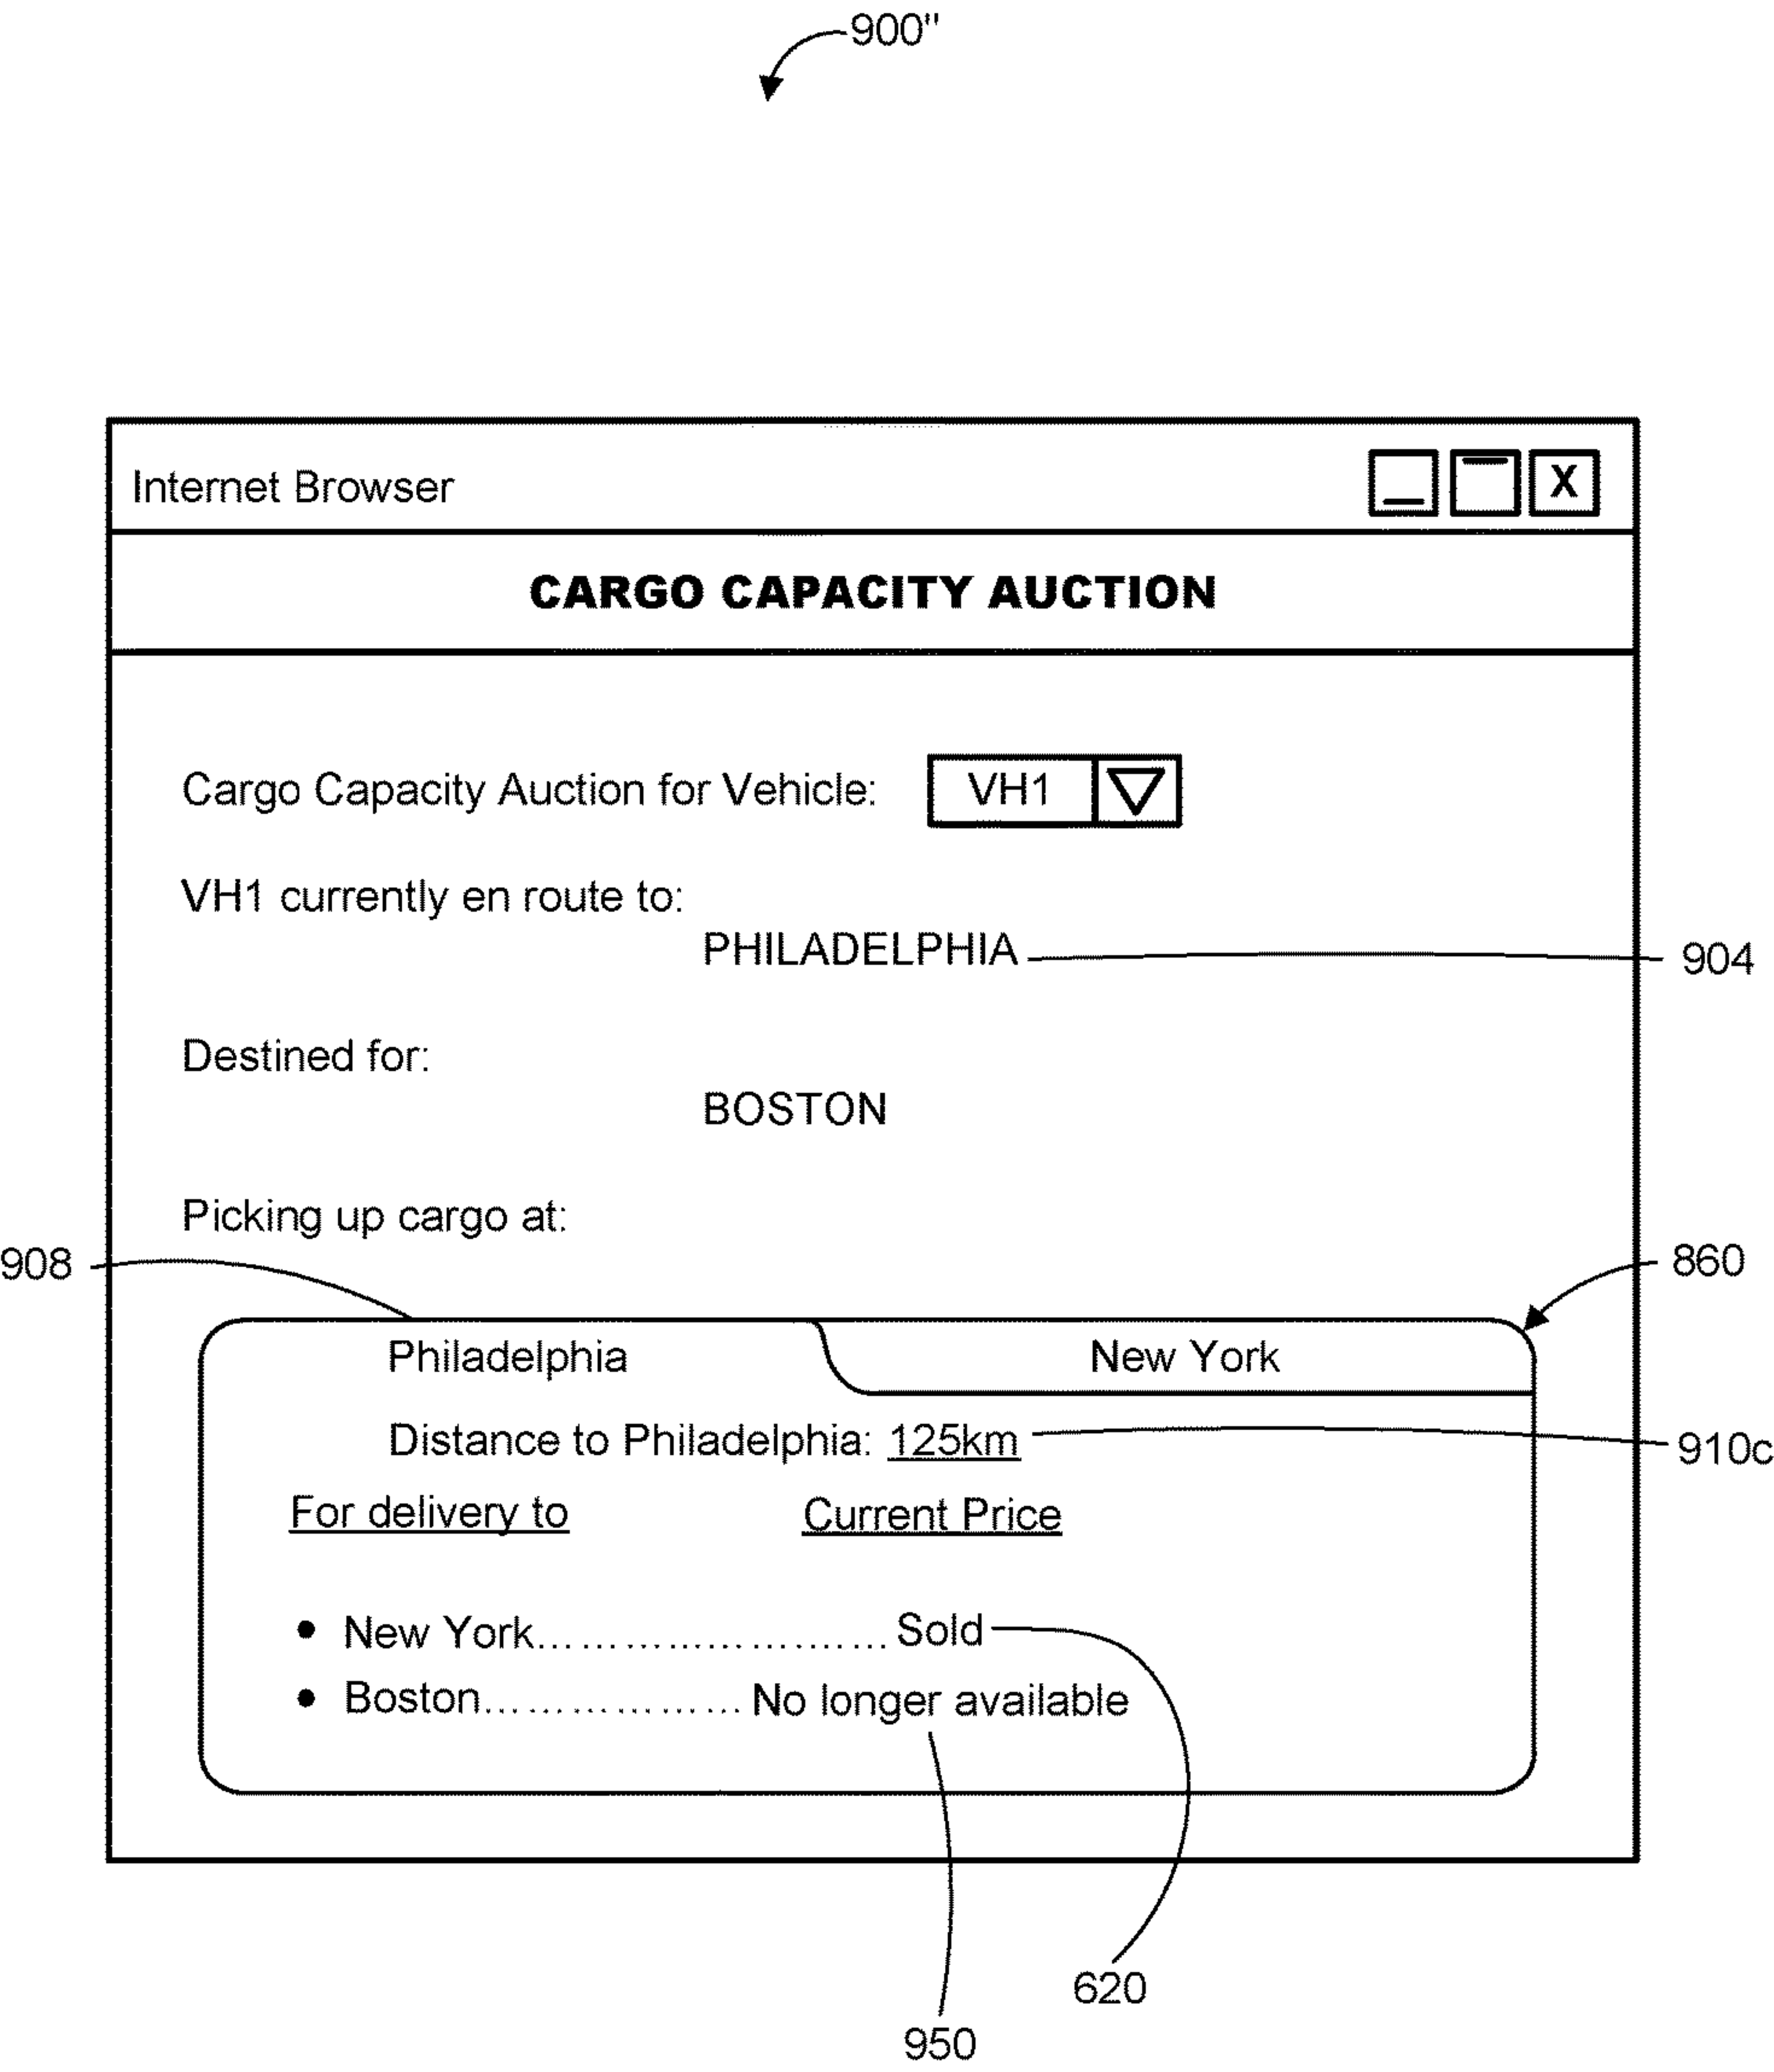 900"
Internet Browser X
CARGO CAPACITY AUCTION
Cargo Capacity Auction for Vehicle: VH1
VH1 currently en route to:
PHILADELPHIA 904
Destined for:
BOSTON
Picking up cargo at:
908 860
Philadelphia New York
Distance to Philadelphia: 125km 910c
For delivery to Current Price
• New York........................ Sold
• Boston.................. No longer available
620
950